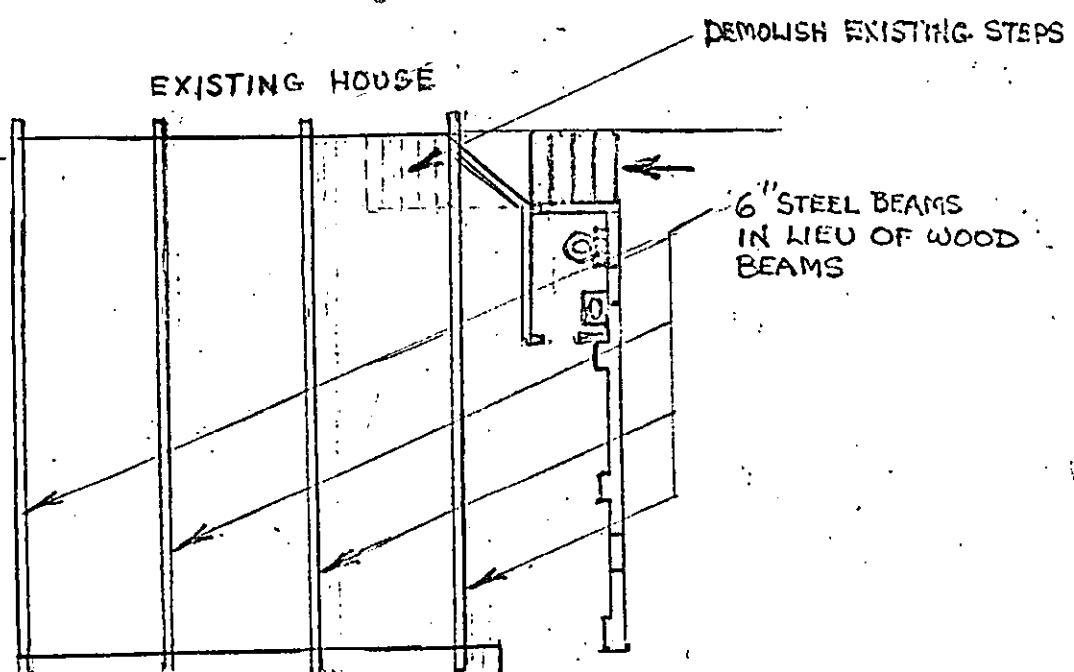 DEMOLISH EXISTING STEPS
EXISTING HOUSE
6" STEEL BEAMS
IN LIEU OF WOOD
BEAMS